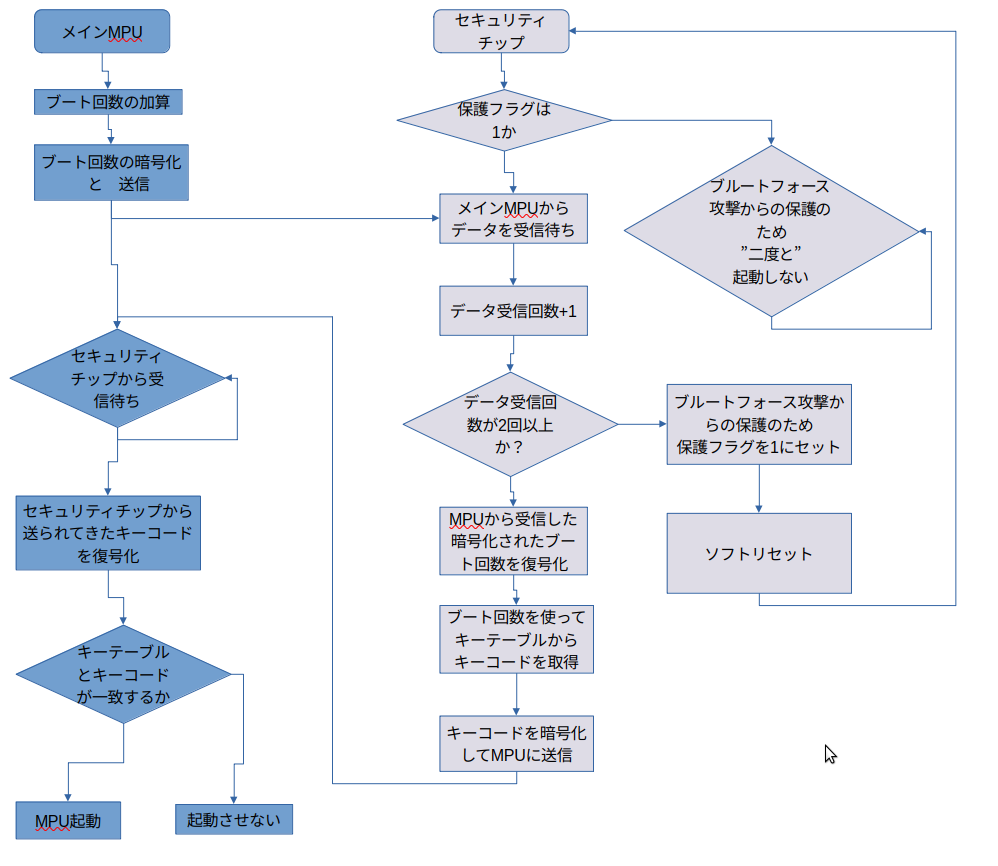 メインMPU
ブート回数の加算
ブート回数の暗号化
と　送信
セキュリティ
チップから受
信待ち
セキュリティチップから
送られてきたキーコード
を復号化
キーテーブル
とキーコード
が一致するか
MPU起動
起動させない
セキュリティ
チップ
保護フラグは
1か
メインMPUから
データを受信待ち
データ受信回数+1
データ受信回
数が2回以上
か？
MPUから受信した
暗号化されたブー
ト回数を復号化
ブート回数を使って
キーテーブルから
キーコードを取得
キーコードを暗号化
してMPUに送信
ブルートフォース
攻撃からの保護の
ため
”二度と”
起動しない
ブルートフォース攻撃か
らの保護のため
保護フラグを1にセット
ソフトリセット